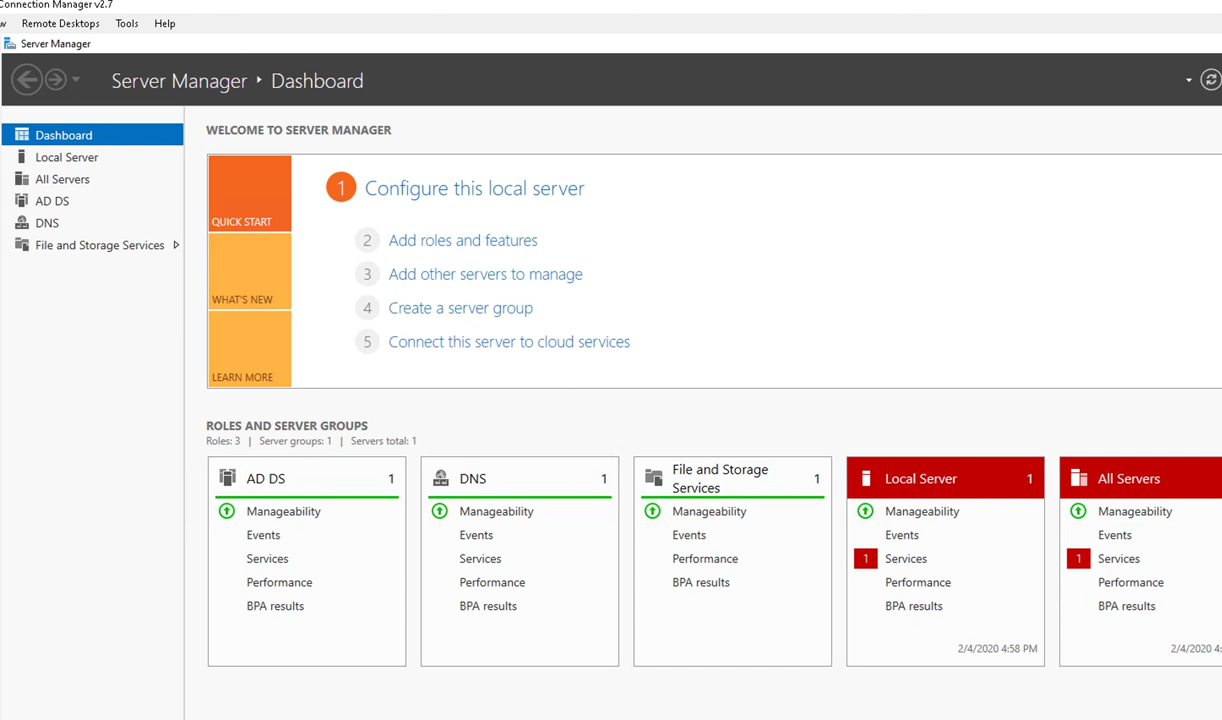 Connection Manager v2.7
Remote Desktops Tools Help
Server Manager
Server Manager ‣ Dashboard
Dashboard
Local Server
All Servers
AD DS
DNS
File and Storage Services
WELCOME TO SERVER MANAGER
QUICK START
WHAT'S NEW
LEARN MORE
1 Configure this local server
2 Add roles and features
3 Add other servers to manage
4 Create a server group
5 Connect this server to cloud services
ROLES AND SERVER GROUPS
Roles: 3 | Server groups: 1 | Servers total: 1
AD DS 1
Manageability
Events
Services
Performance
BPA results
DNS 1
Manageability
Events
Services
Performance
BPA results
File and Storage
Services 1
Manageability
Events
Performance
BPA results
Local Server 1
Manageability
Events
1 Services
Performance
BPA results
2/4/2020 4:58 PM
All Servers
Manageability
Events
1 Services
Performance
BPA results
2/4/2020 4: